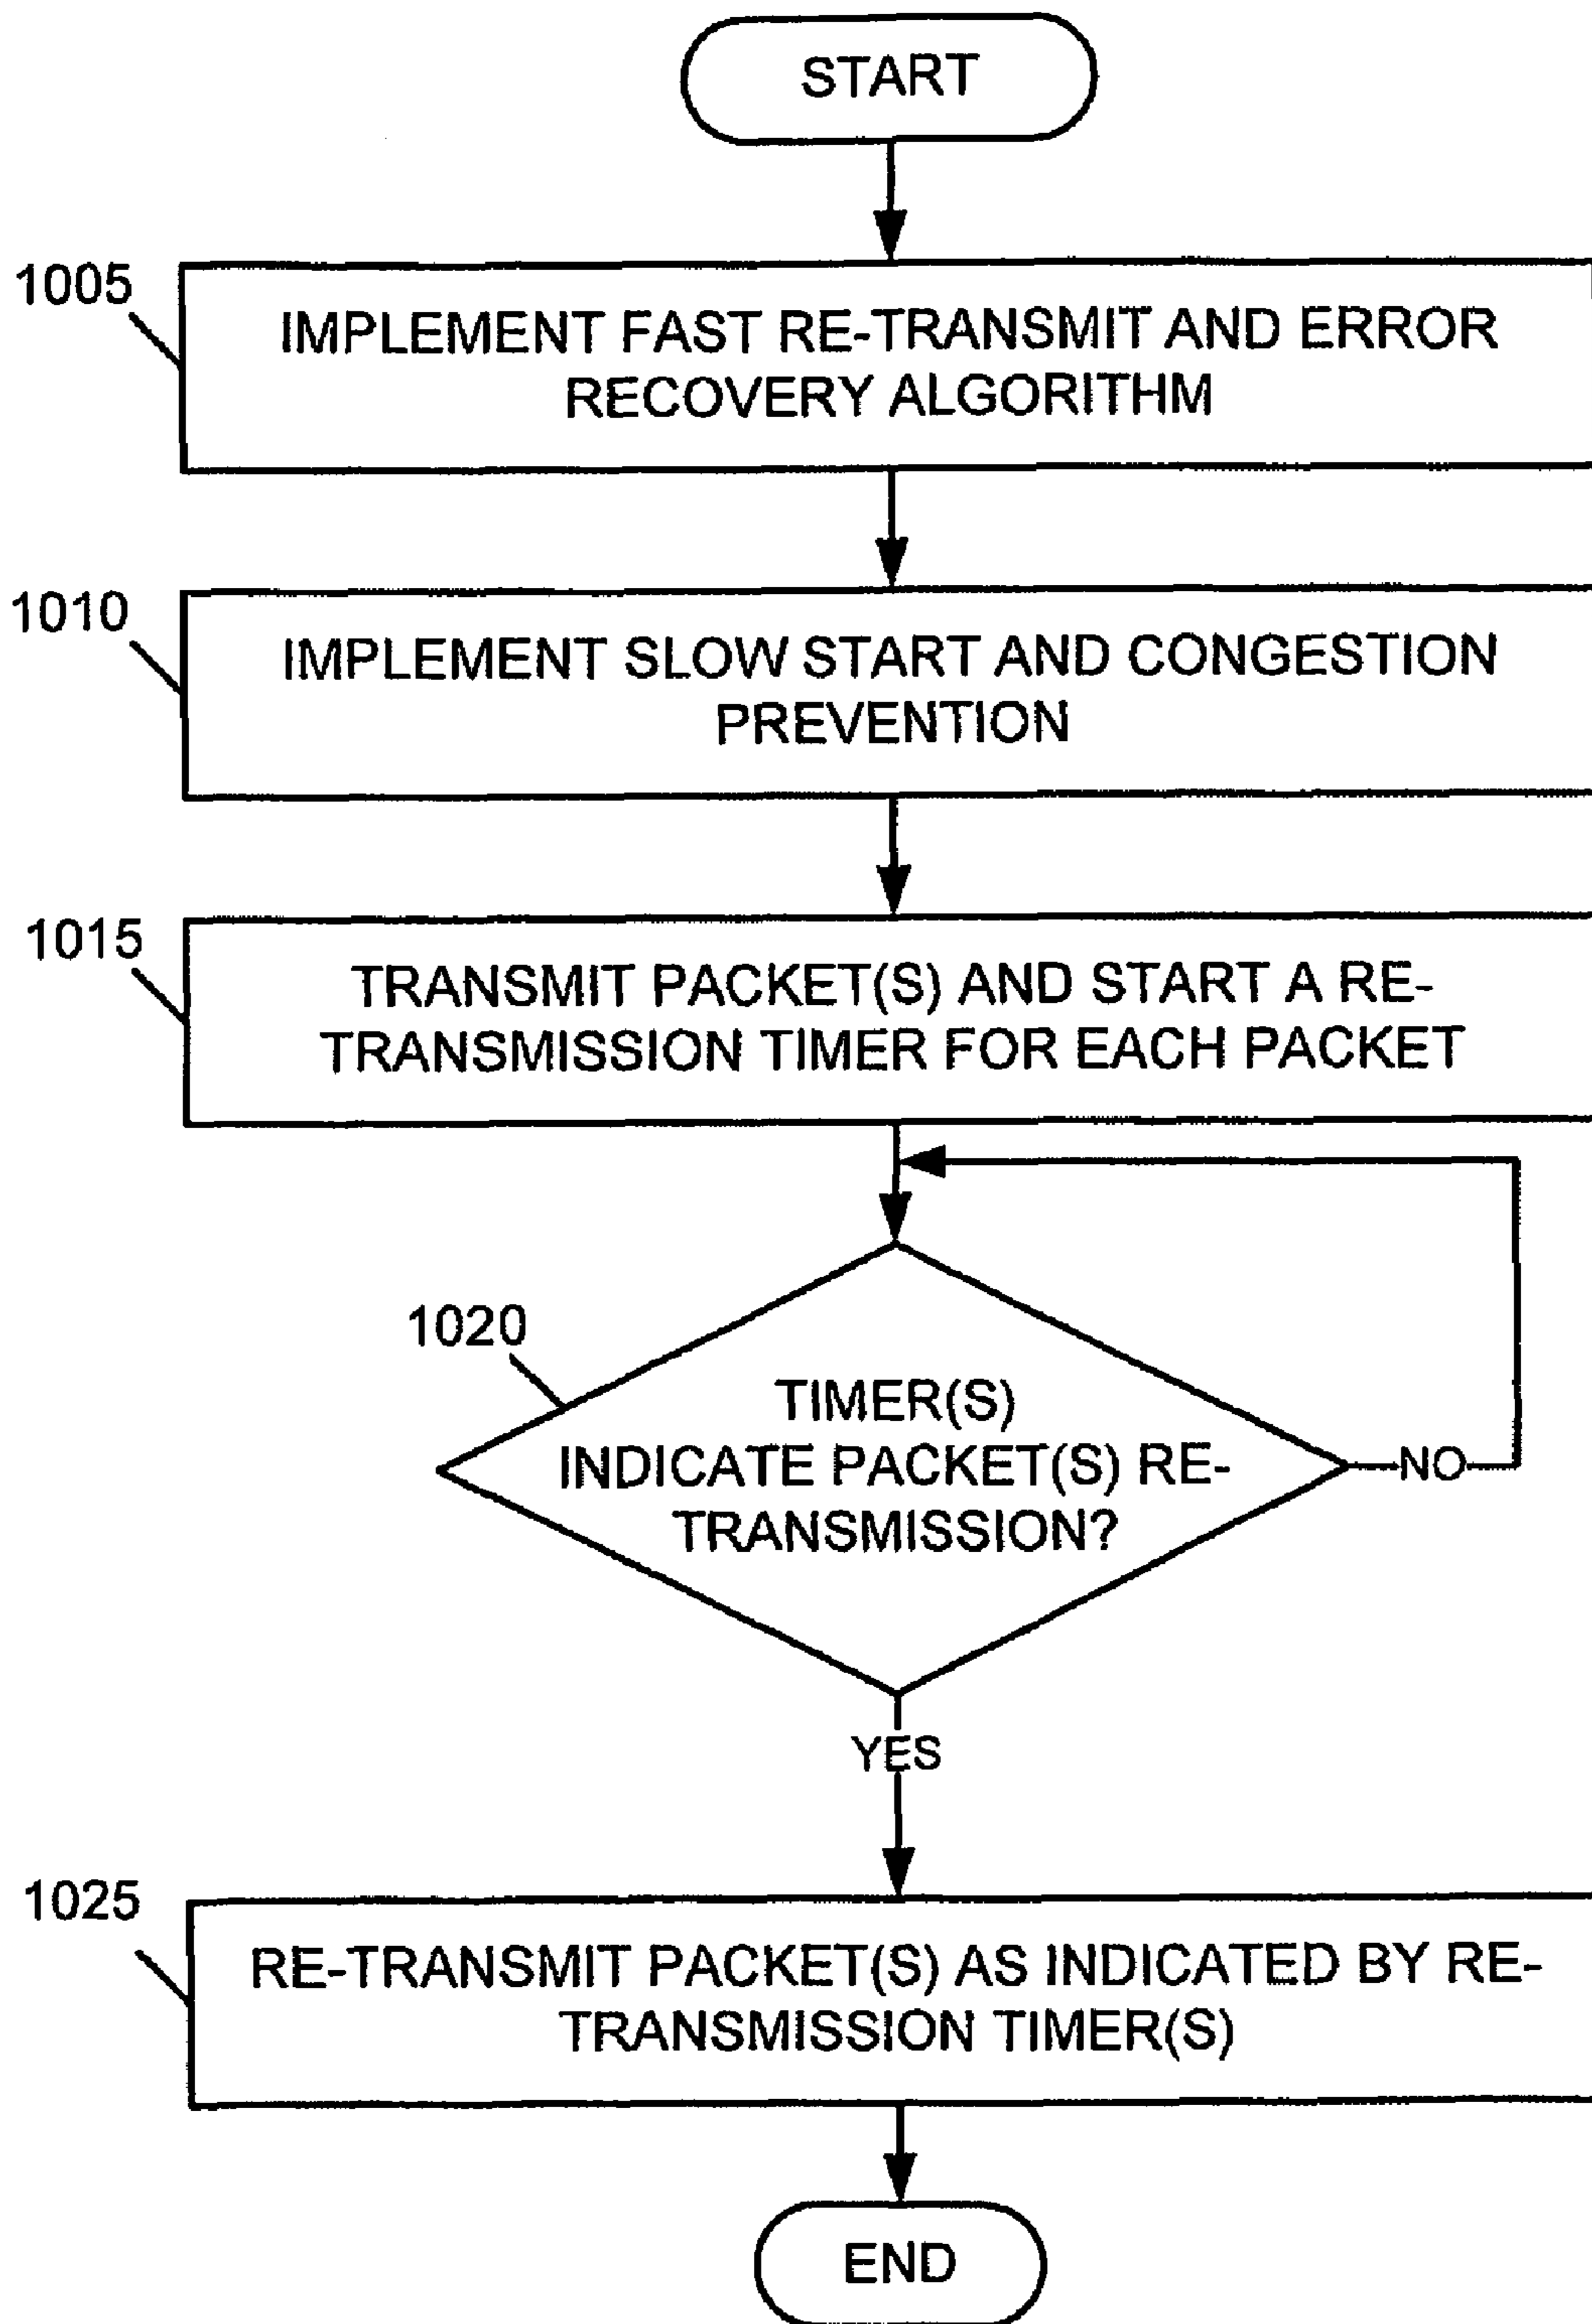 START
1005
IMPLEMENT FAST RE-TRANSMIT AND ERROR
RECOVERY ALGORITHM
1010
IMPLEMENT SLOW START AND CONGESTION
PREVENTION
1015
TRANSMIT PACKET(S) AND START A RE-
TRANSMISSION TIMER FOR EACH PACKET
1020
TIMER(S)
INDICATE PACKET(S) RE-
TRANSMISSION?
NO
YES
1025
RE-TRANSMIT PACKET(S) AS INDICATED BY RE-
TRANSMISSION TIMER(S)
END